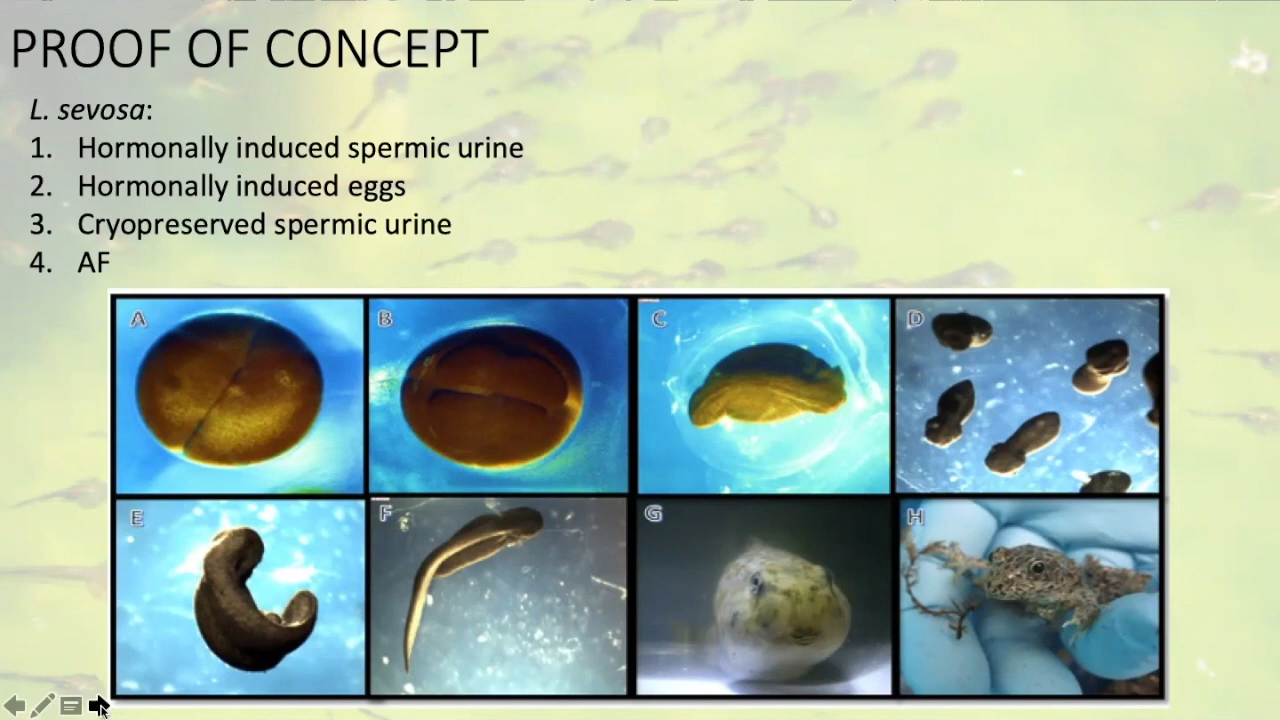 PROOF OF CONCEPT
L. sevosa:
1. Hormonally induced spermic urine
2. Hormonally induced eggs
3. Cryopreserved spermic urine
4. AF
A
B
C
D
E
F
G
H